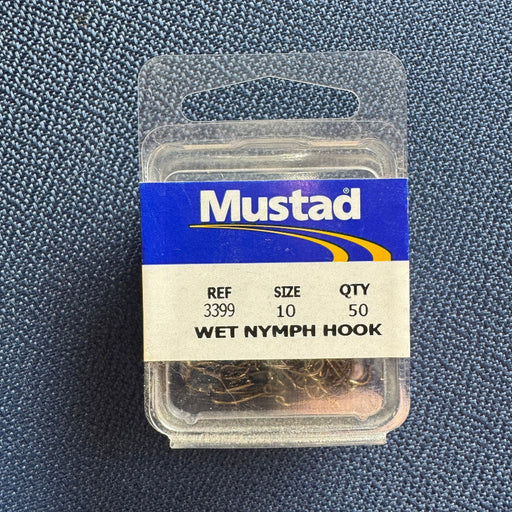 Mustad®
REF SIZE QTY
3399 10 50
WET NYMPH HOOK